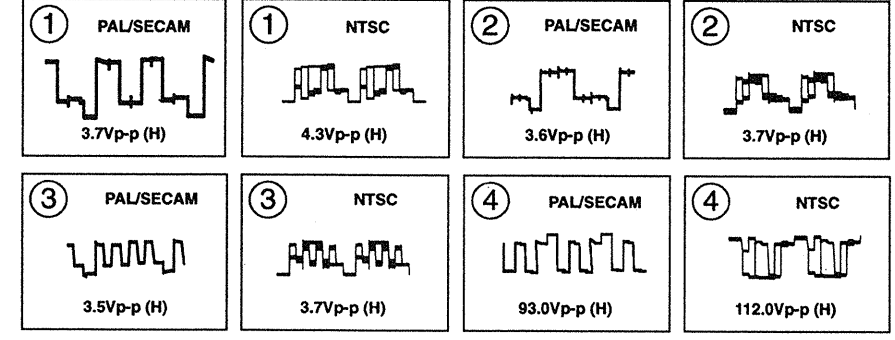 1 PAL/SECAM
3.7Vp-p (H)
1 NTSC
4.3Vp-p (H)
2 PAL/SECAM
3.6Vp-p (H)
2 NTSC
3.7Vp-p (H)
3 PAL/SECAM
3.5Vp-p (H)
3 NTSC
3.7Vp-p (H)
4 PAL/SECAM
93.0Vp-p (H)
4 NTSC
112.0Vp-p (H)